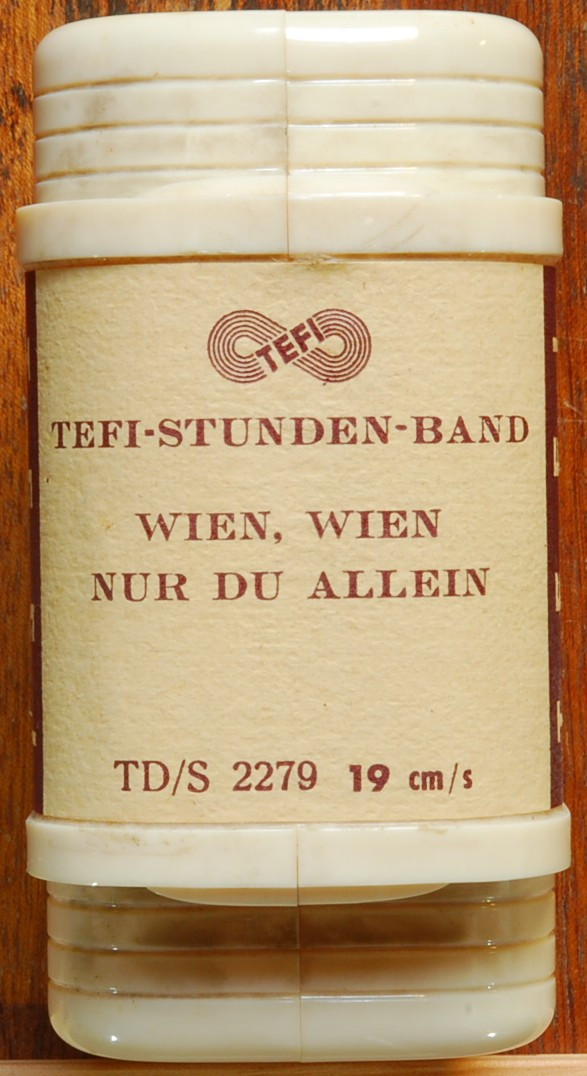 TEFI
TEFI-STUNDEN-BAND
WIEN, WIEN
NUR DU ALLEIN
TD/S 2279 19 cm/s